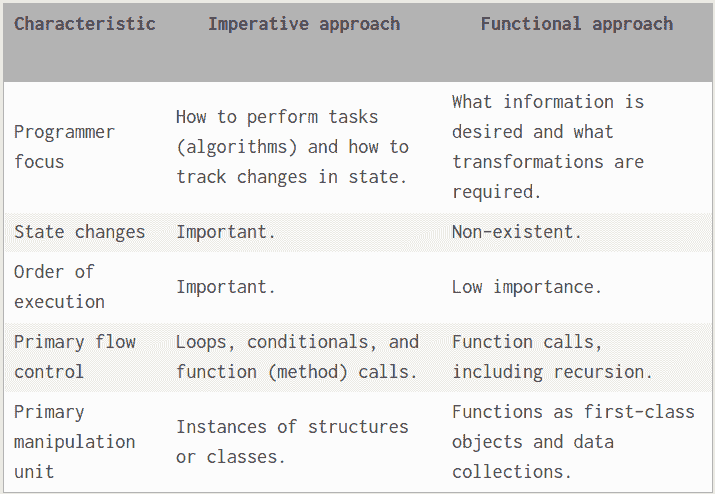 Characteristic Imperative approach Functional approach
Programmer focus How to perform tasks (algorithms) and how to track changes in state. What information is desired and what transformations are required.
State changes Important. Non-existent.
Order of execution Important. Low importance.
Primary flow control Loops, conditionals, and function (method) calls. Function calls, including recursion.
Primary manipulation unit Instances of structures or classes. Functions as first-class objects and data collections.